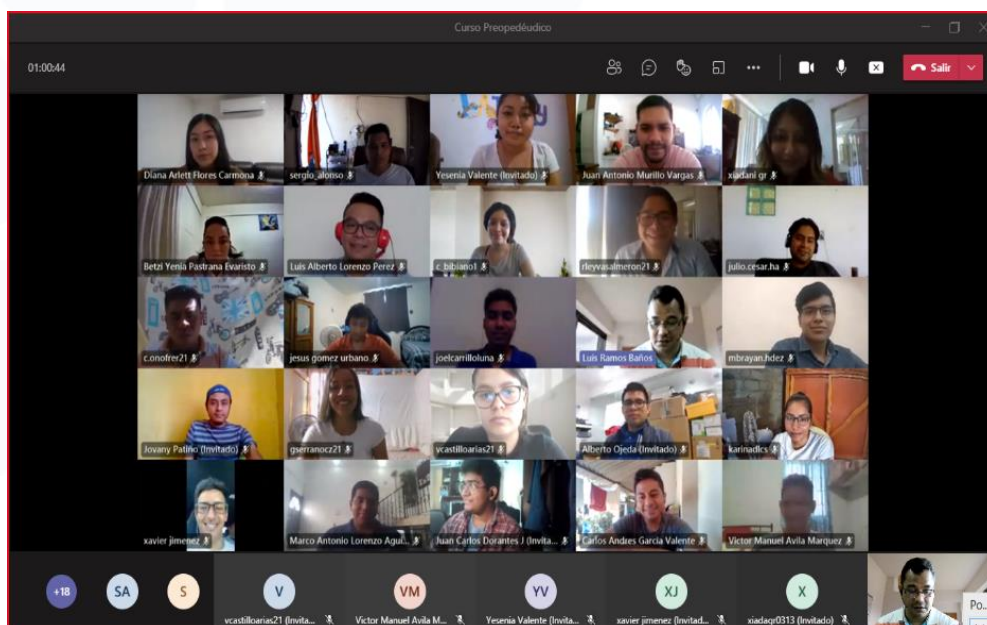 Curso Preopedéudico
01:00:44
Salir
Diana Arlett Flores Carmona
sergio_alonso
Yesenia Valente (Invitado)
Juan Antonio Murillo Vargas
xiadani gr
Betzi Yenia Pastrana Evaristo
Luis Alberto Lorenzo Perez
c_bibiano1
rleyvasalmeron21
julio.cesar.ha
c.onofrer21
jesus gomez urbano
joelcarrilloluna
Luis Ramos Baños
mbrayan.hdez
Jovany Patiño (Invitado)
gserranocz21
vcastilloarias21
Alberto Ojeda (Invitado)
karinadlcs
xavier jimenez
Marco Antonio Lorenzo Agui...
Juan Carlos Dorantes J (Invita...
Carlos Andres Garcia Valente
Victor Manuel Avila Marquez
+18
SA
S
V
VM
YV
XJ
X
Po...
vcastilloarias21 (Invita...
Victor Manuel Avila M...
Yesenia Valente (Invita...
xavier jimenez (Invitad...
xiadagr0313 (Invitado)